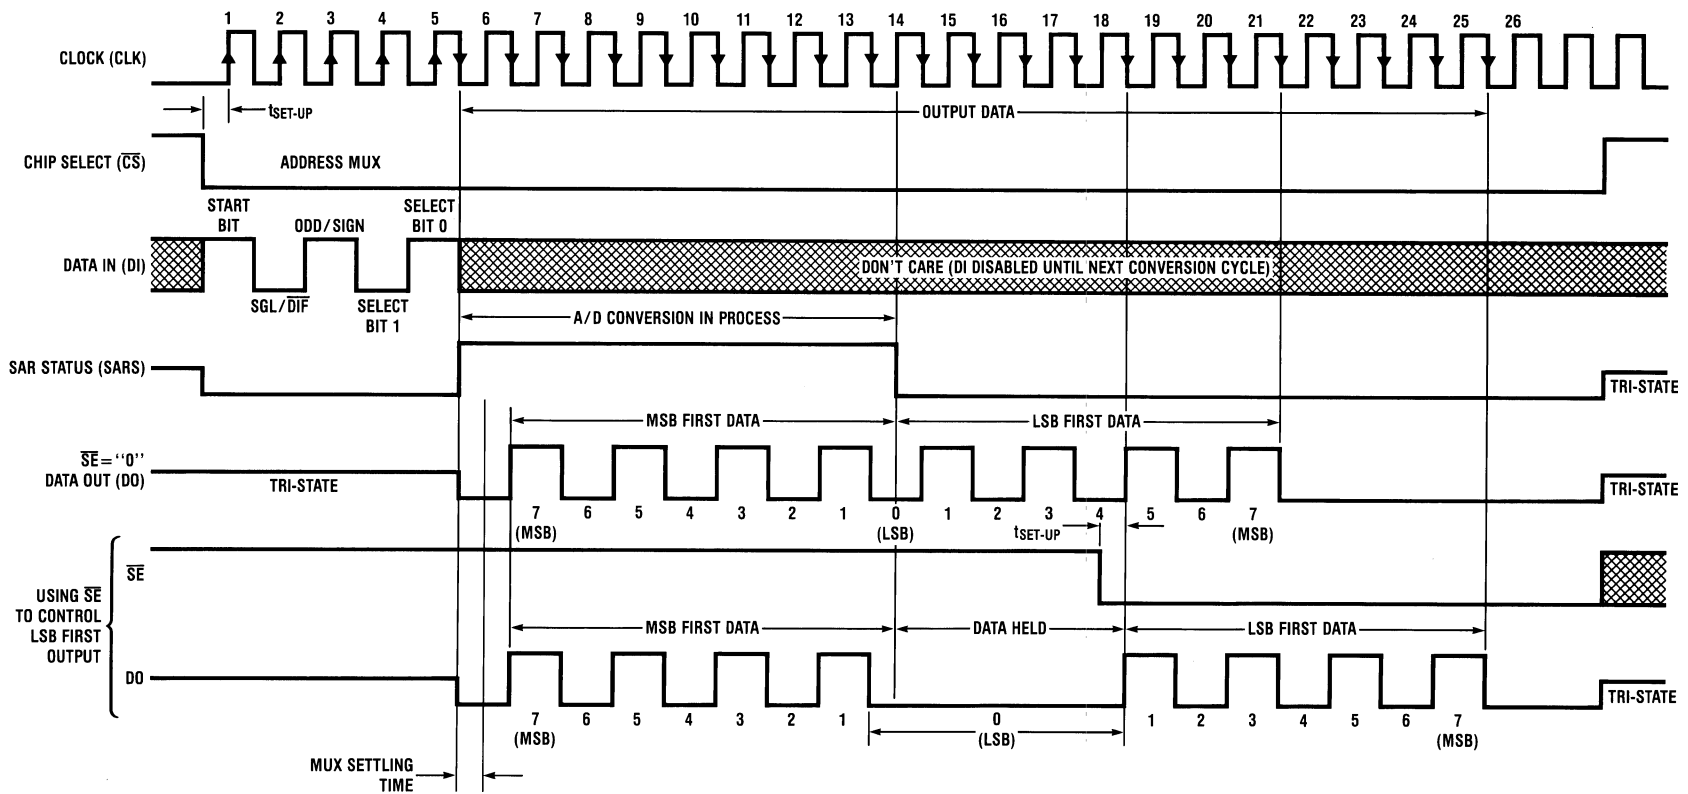 1 2 3 4 5 6 7 8 9 10 11 12 13 14 15 16 17 18 19 20 21 22 23 24 25 26
CLOCK (CLK)
tSET-UP
OUTPUT DATA
CHIP SELECT (C̅S̅)
ADDRESS MUX
START
BIT
ODD/SIGN
SELECT
BIT 0
DATA IN (DI)
DON'T CARE (DI DISABLED UNTIL NEXT CONVERSION CYCLE)
SGL/D̅I̅F̅
SELECT
BIT 1
A/D CONVERSION IN PROCESS
SAR STATUS (SARS)
TRI-STATE
MSB FIRST DATA
LSB FIRST DATA
S̅E̅="0"
DATA OUT (DO)
TRI-STATE
TRI-STATE
7 6 5 4 3 2 1 0 1 2 3 4 5 6 7
(MSB)
(LSB)
tSET-UP
(MSB)
S̅E̅
USING S̅E̅
TO CONTROL
LSB FIRST
OUTPUT
MSB FIRST DATA
DATA HELD
LSB FIRST DATA
DO
TRI-STATE
7 6 5 4 3 2 1 0 1 2 3 4 5 6 7
(MSB)
(LSB)
(MSB)
MUX SETTLING
TIME